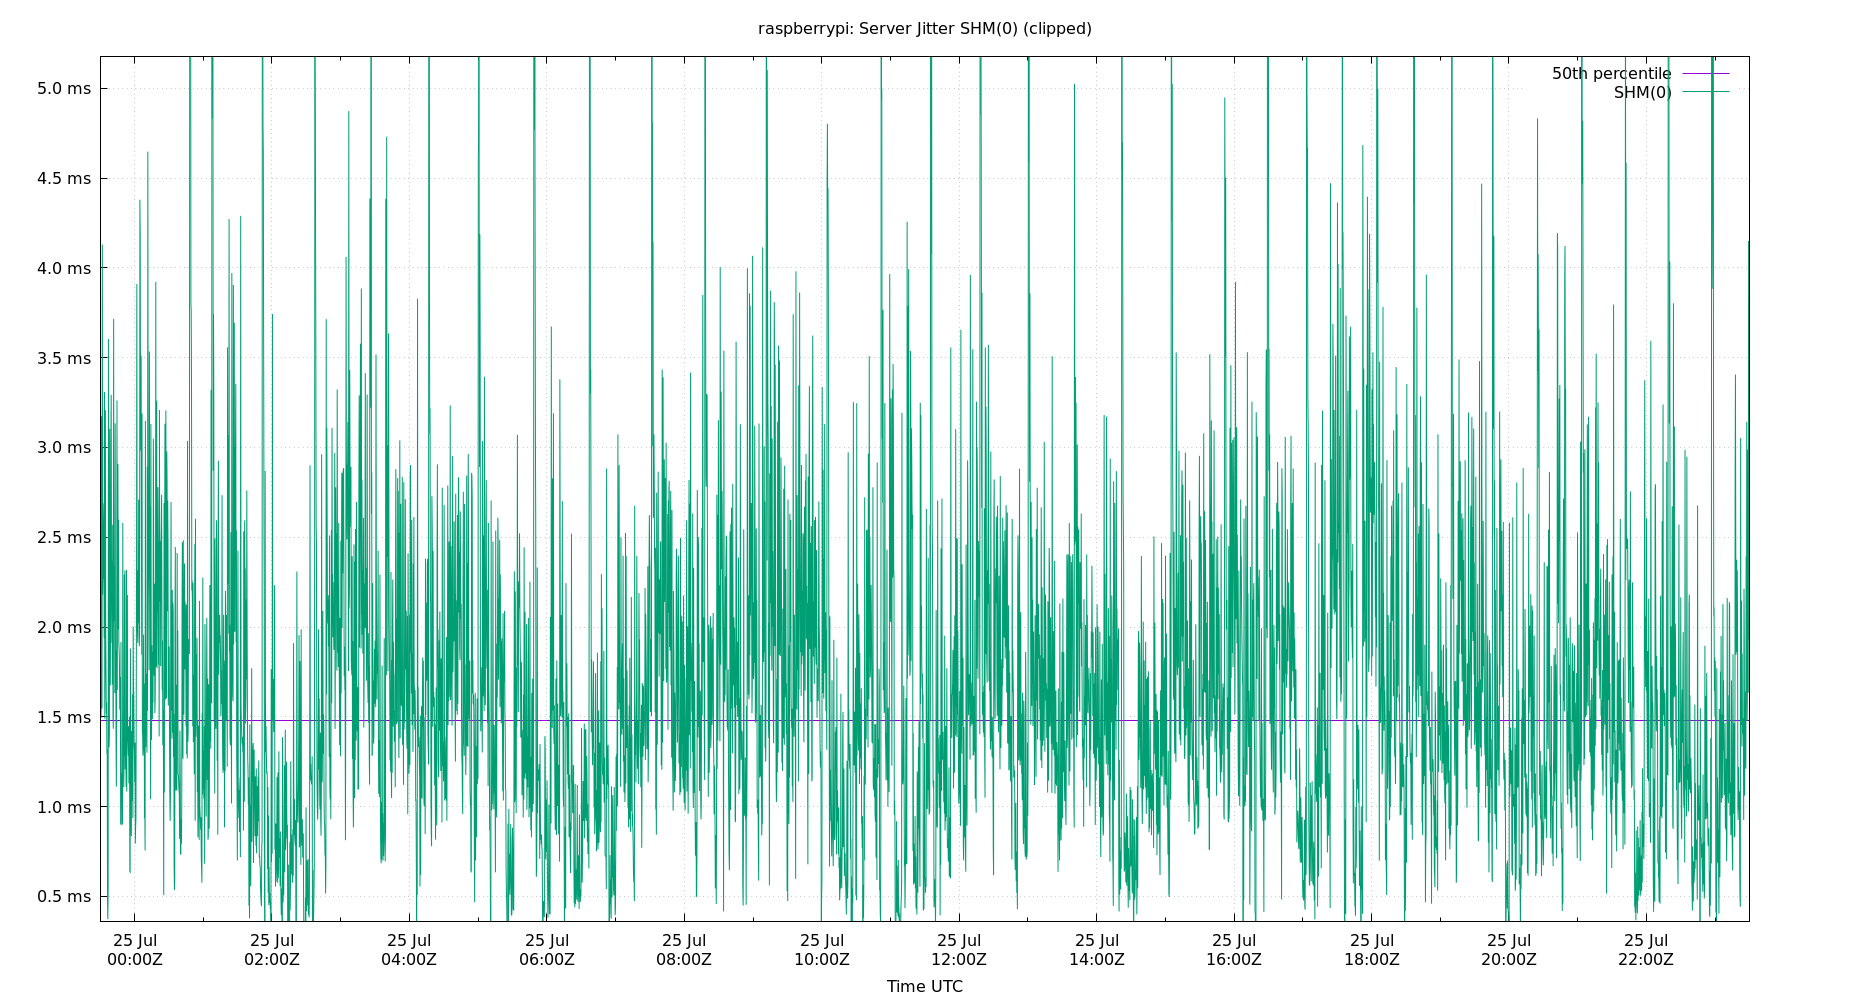 raspberrypi: Server Jitter SHM(0) (clipped)
50th percentile
SHM(0)
5.0 ms
4.5 ms
4.0 ms
3.5 ms
3.0 ms
2.5 ms
2.0 ms
1.5 ms
1.0 ms
0.5 ms
25 Jul 25 Jul 25 Jul 25 Jul 25 Jul 25 Jul 25 Jul 25 Jul 25 Jul 25 Jul 25 Jul 25 Jul
00:00Z 02:00Z 04:00Z 06:00Z 08:00Z 10:00Z 12:00Z 14:00Z 16:00Z 18:00Z 20:00Z 22:00Z
Time UTC